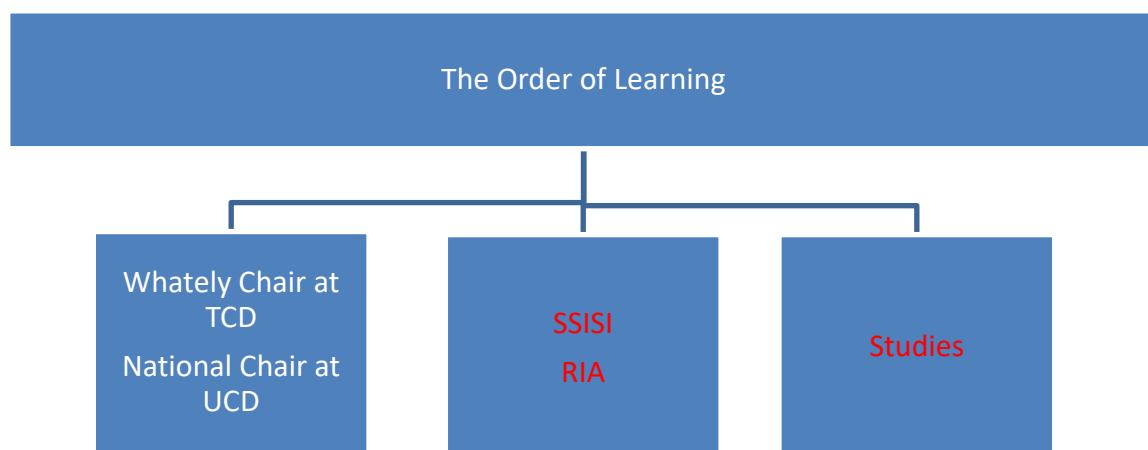 The Order of Learning
Whately Chair at
TCD
National Chair at
UCD
SSISI
RIA
Studies